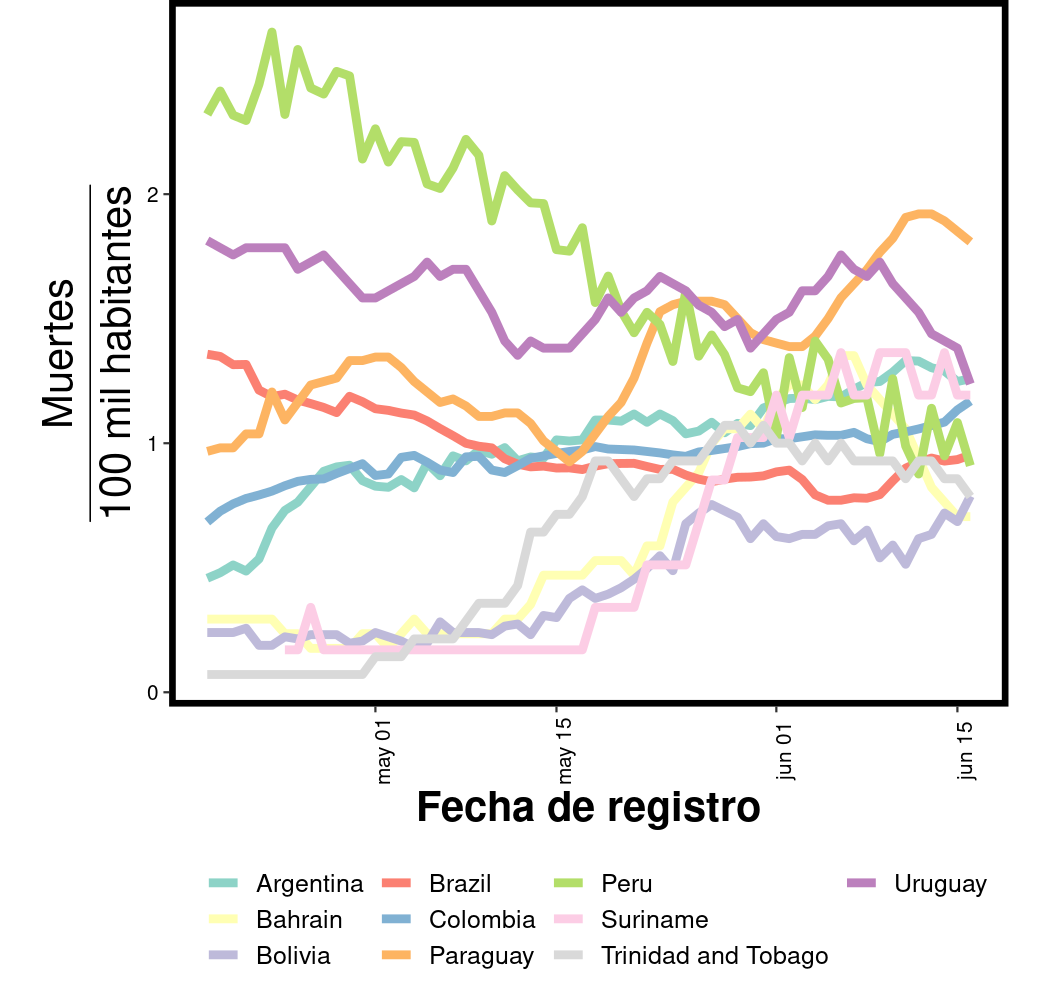 Muertes
100 mil habitantes
2
1
0
may 01
may 15
jun 01
jun 15
Fecha de registro
Argentina
Brazil
Peru
Uruguay
Bahrain
Colombia
Suriname
Bolivia
Paraguay
Trinidad and Tobago